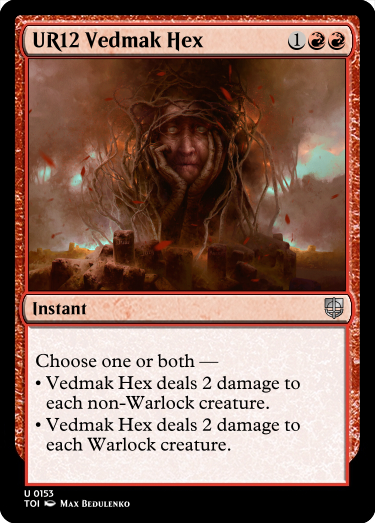 UR12 Vedmak Hex 1
Instant
Choose one or both —
• Vedmak Hex deals 2 damage to
each non-Warlock creature.
• Vedmak Hex deals 2 damage to
each Warlock creature.
U 0153
TOI Max Bedulenko